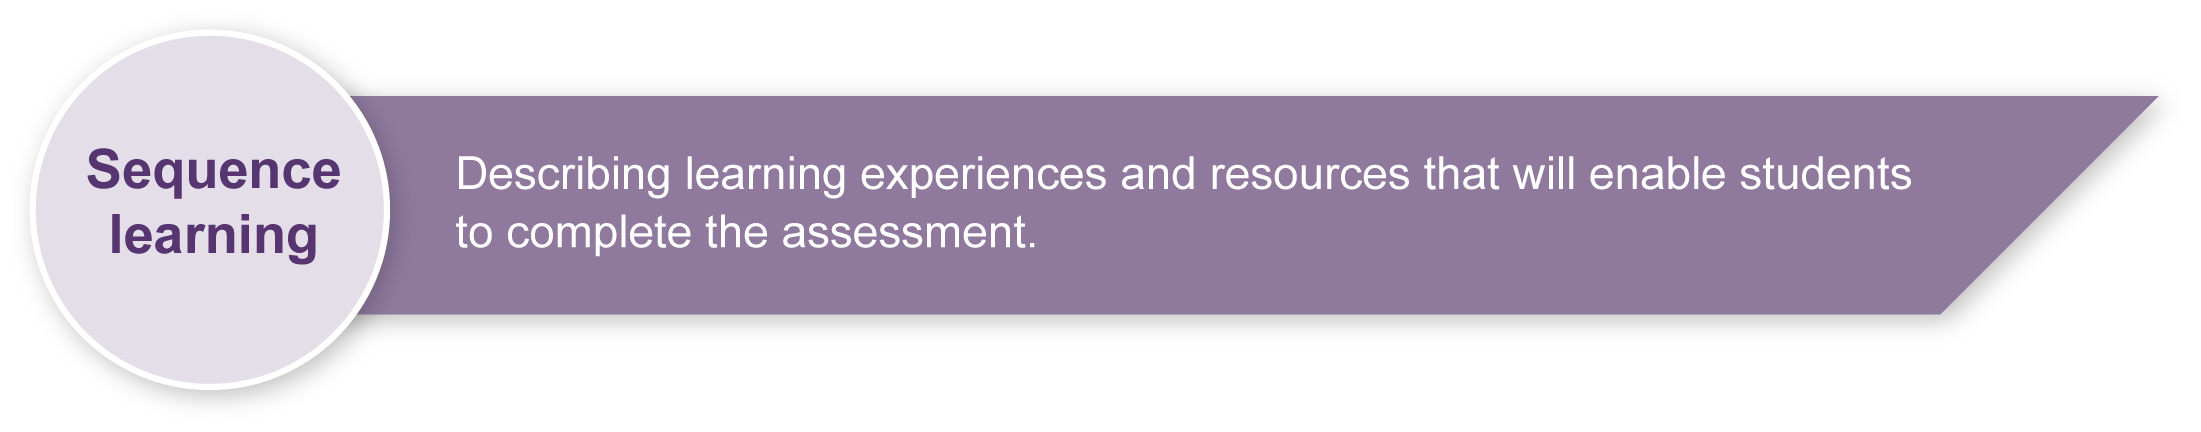 Sequence
learning
Describing learning experiences and resources that will enable students
to complete the assessment.